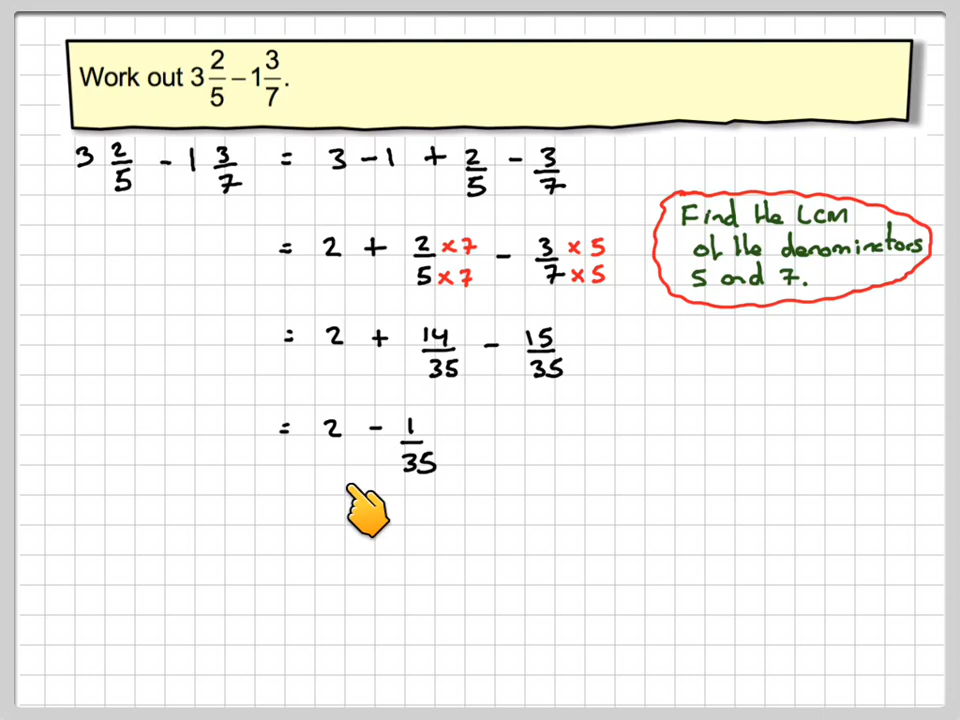 Work out 3 2/5 – 1 3/7.
3 2/5 - 1 3/7 = 3 - 1 + 2/5 - 3/7
Find the LCM
of the denominators
5 and 7.
= 2 + 2×7/5×7 - 3×5/7×5
= 2 + 14/35 - 15/35
= 2 - 1/35